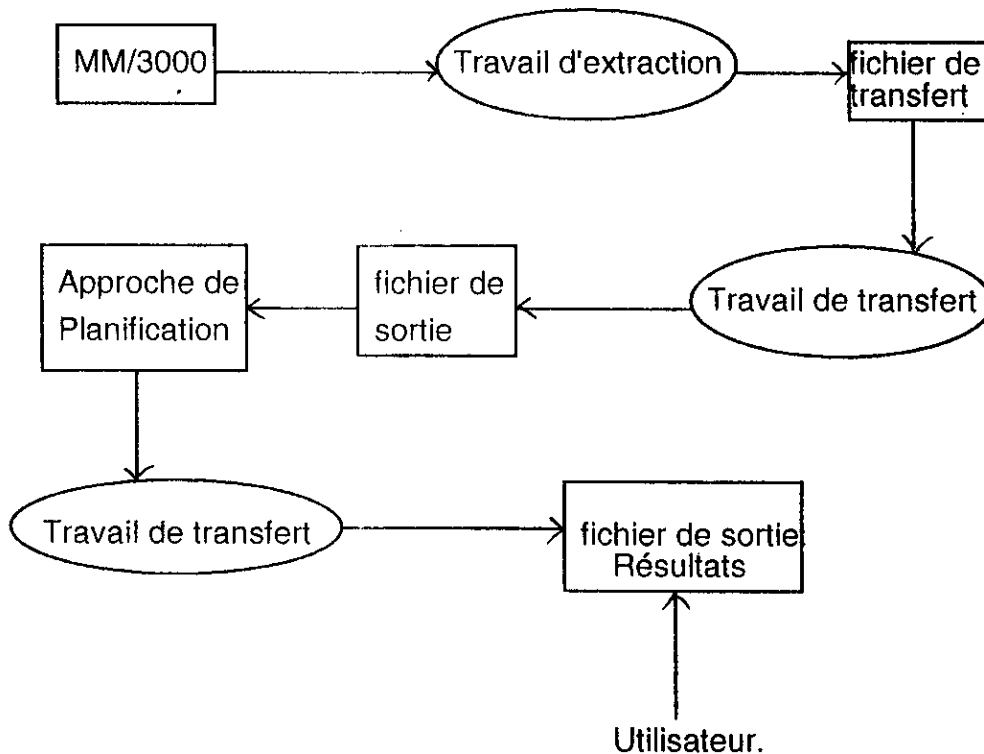 MM/3000
Travail d'extraction
fichier de
transfert
Approche de
Planification
fichier de
sortie
Travail de transfert
Travail de transfert
fichier de sortie
Résultats
Utilisateur.